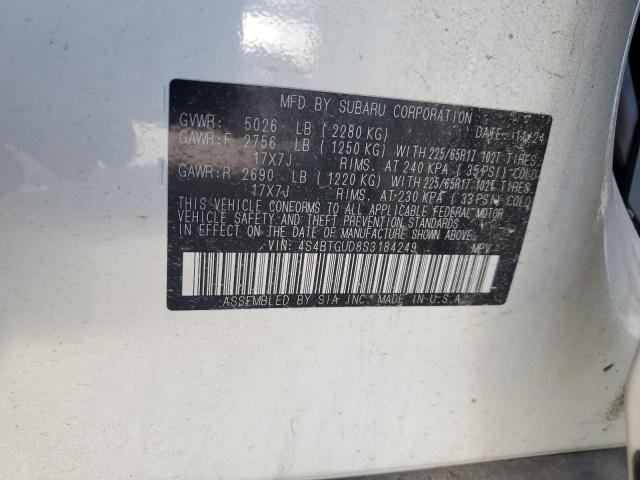 MFD. BY SUBARU CORPORATION
GVWR: 5026 LB (2280 KG) DATE: 11/24
GAWR:F 2756 LB (1250 KG) WITH 225/65R17 102T TIRES
17X7J RIMS, AT 240 KPA (35 PSI) COLD
GAWR:R 2690 LB (1220 KG) WITH 225/65R17 102T TIRES
17X7J RIMS, AT 230 KPA (33 PSI) COLD
THIS VEHICLE CONFORMS TO ALL APPLICABLE FEDERAL MOTOR
VEHICLE SAFETY AND THEFT PREVENTION STANDARDS
IN EFFECT ON THE DATE OF MANUFACTURE SHOWN ABOVE.
VIN: 4S4BTGUD8S3184249 MPV
ASSEMBLED BY SIA INC. MADE IN U.S.A.